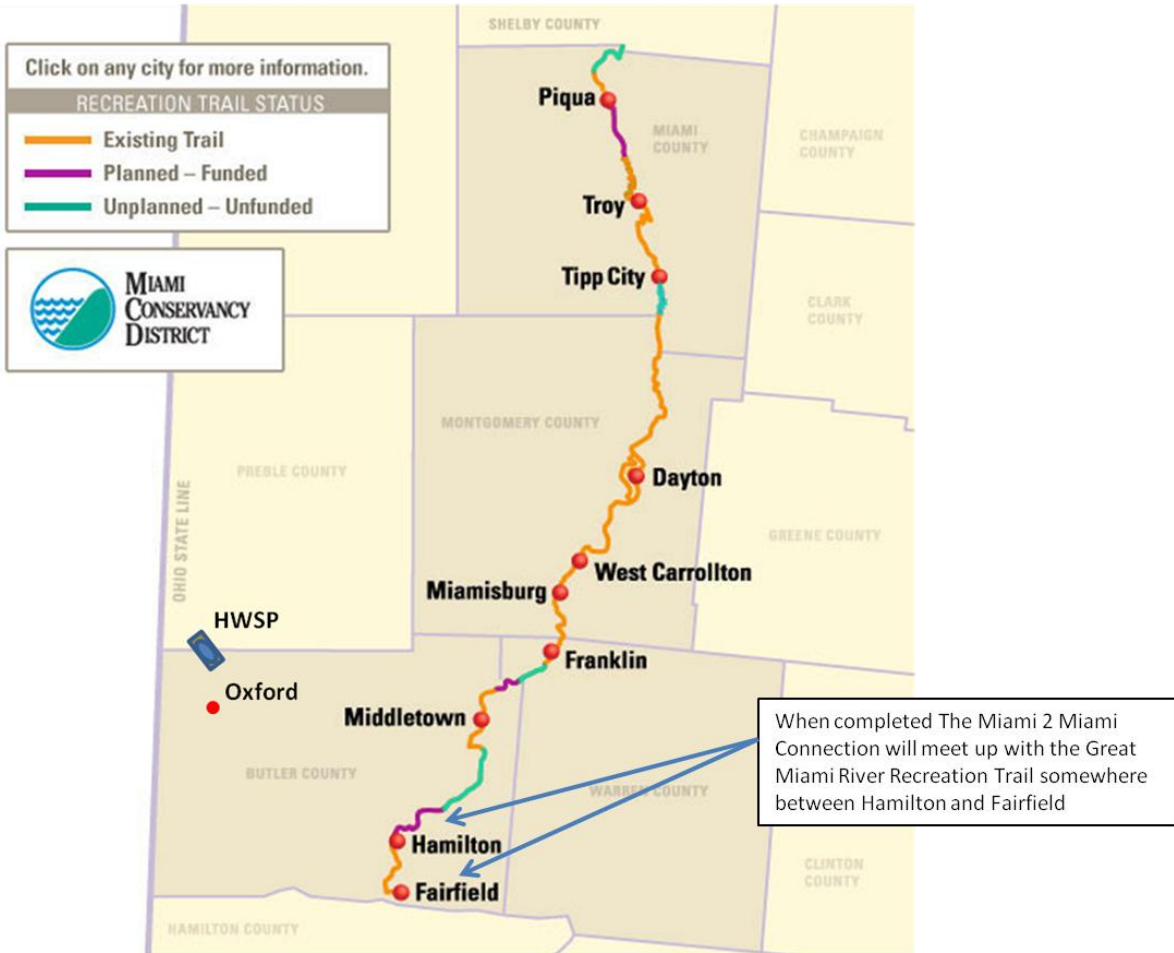 SHELBY COUNTY
Click on any city for more information.
RECREATION TRAIL STATUS
Existing Trail
Planned – Funded
Unplanned – Unfunded
Piqua
MIAMI
COUNTY
CHAMPAIGN
COUNTY
Troy
Tipp City
MIAMI
CONSERVANCY
DISTRICT
CLARK
COUNTY
MONTGOMERY COUNTY
PREBLE COUNTY
Dayton
OHIO STATE LINE
GREENE COUNTY
West Carrollton
Miamisburg
HWSP
Franklin
Oxford
Middletown
When completed The Miami 2 Miami
Connection will meet up with the Great
Miami River Recreation Trail somewhere
between Hamilton and Fairfield
BUTLER COUNTY
WARREN COUNTY
Hamilton
CLINTON
COUNTY
Fairfield
HAMILTON COUNTY